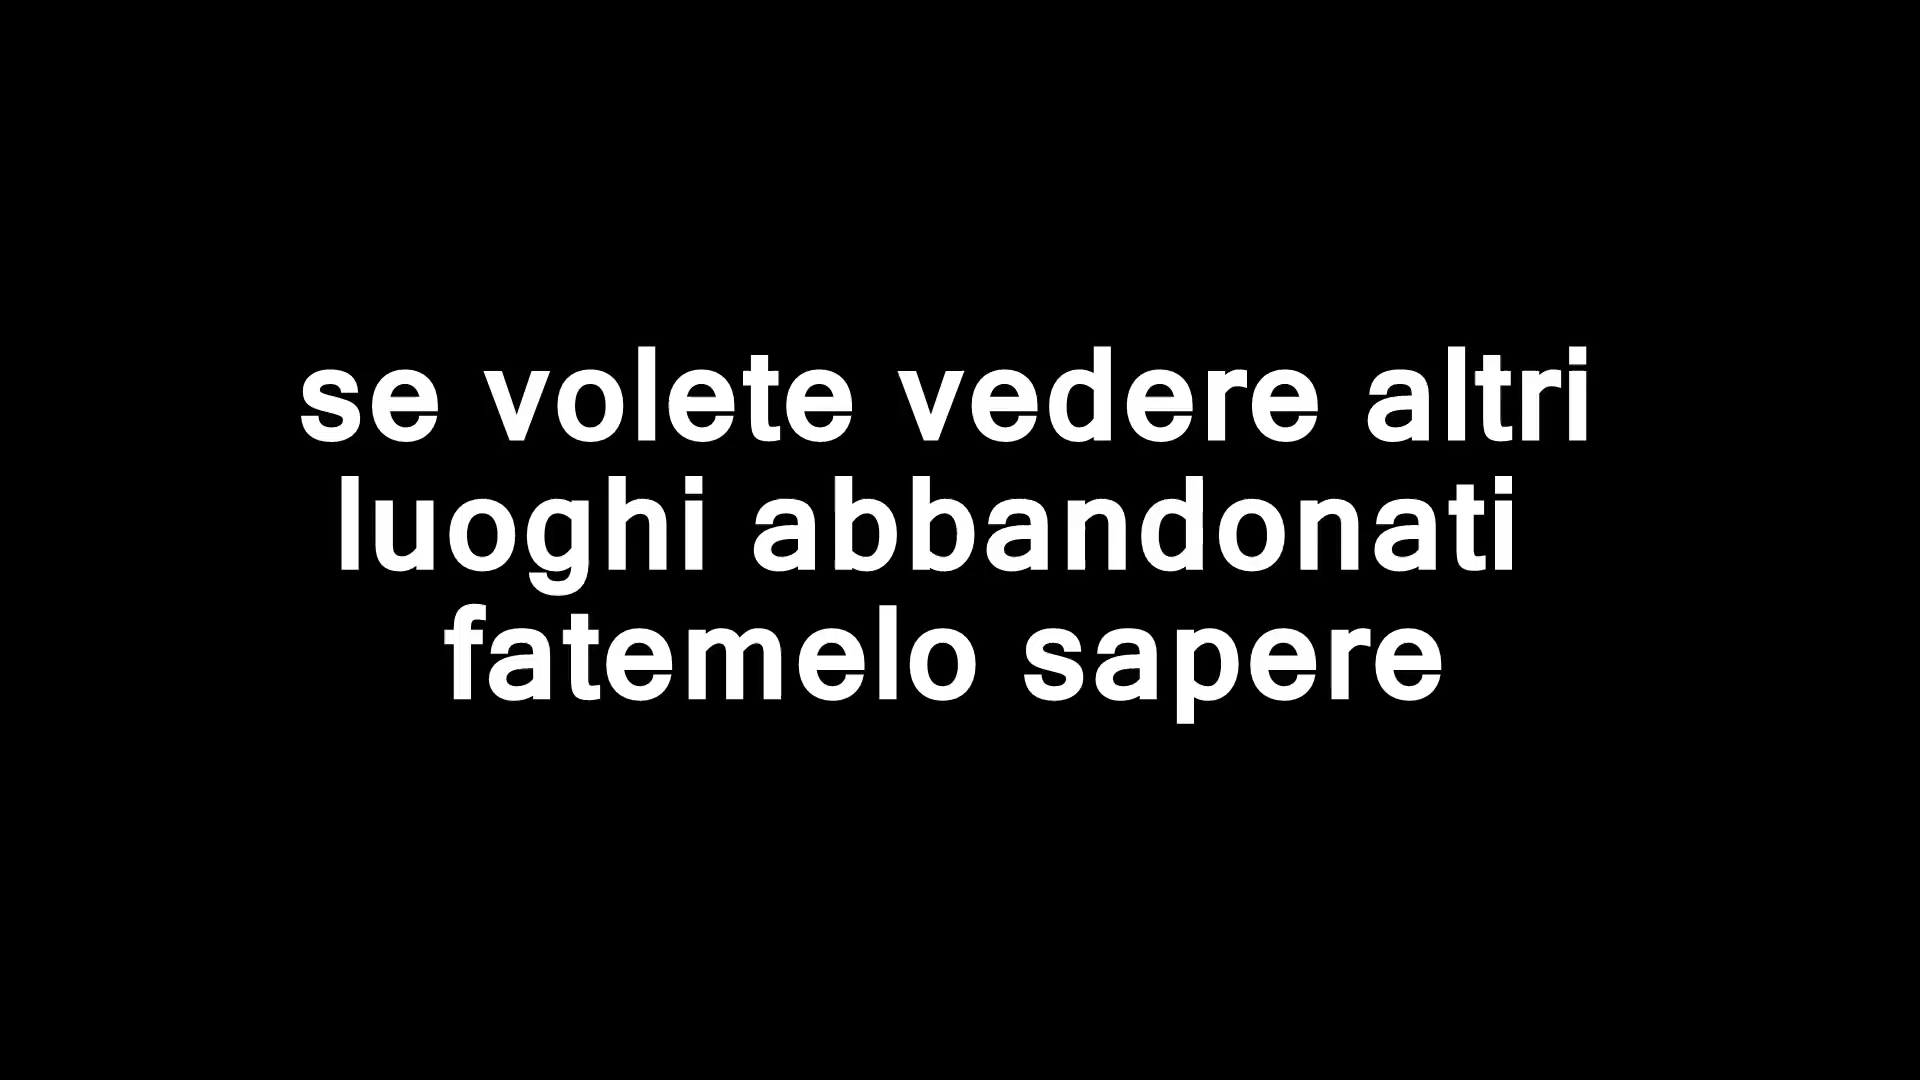 se volete vedere altri
luoghi abbandonati
fatemelo sapere